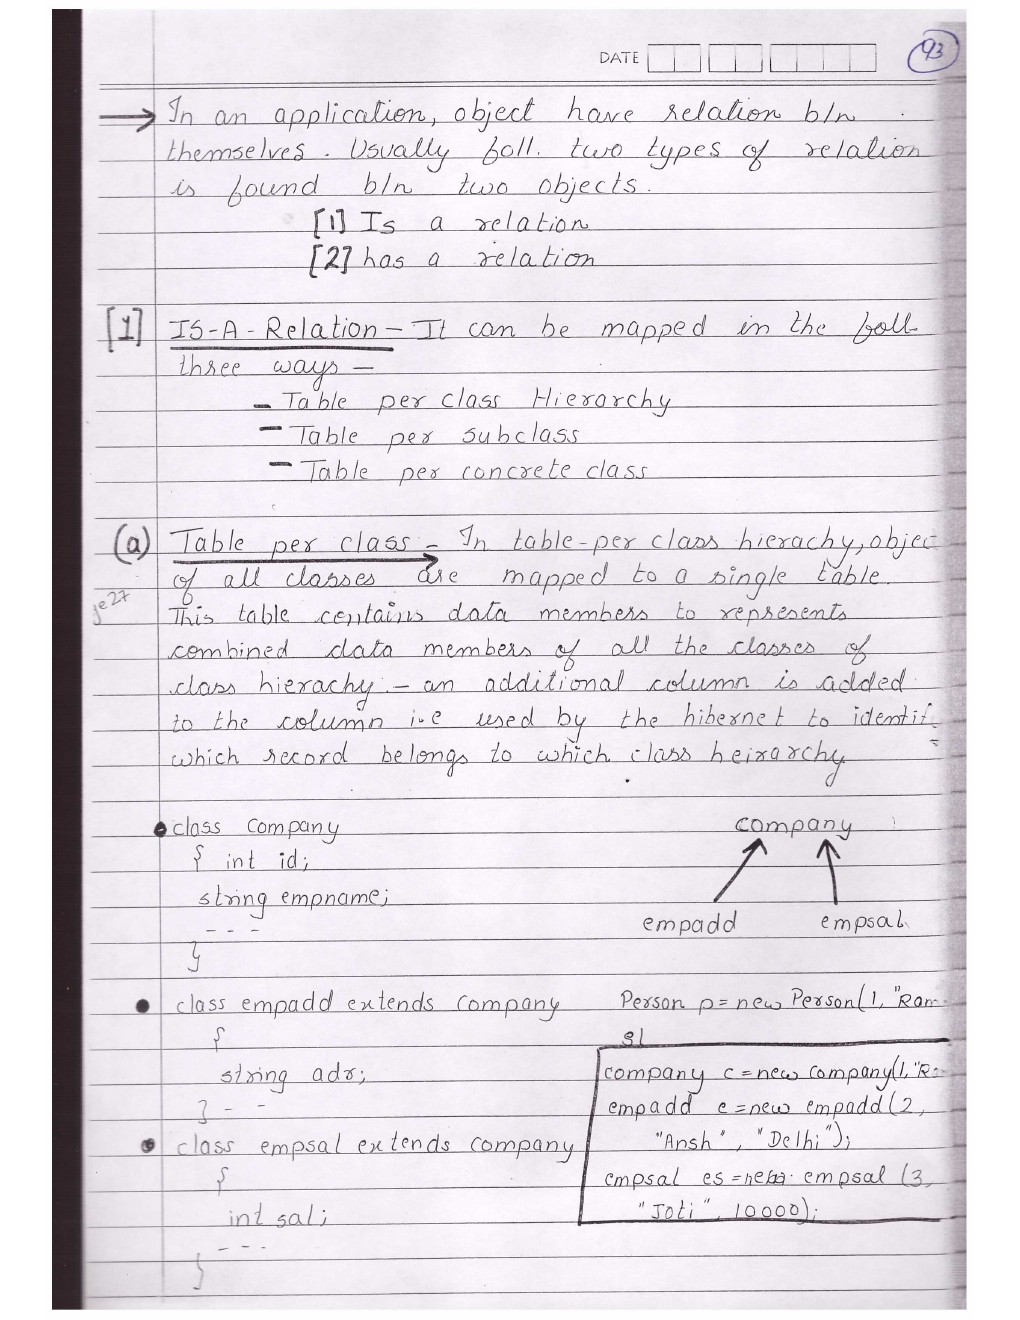 DATE
93
→ In an application, object have relation b/n
themselves. Usually foll. two types of relation
is found b/n two objects.
[1] Is a relation
[2] has a relation
[1] IS-A-Relation - It can be mapped in the foll
three ways -
- Table per class Hierarchy
- Table per subclass
- Table per concrete class
(a) Table per class - In table-per class hierachy, objec
of all classes are mapped to a single table.
This table contains data members to represents
combined data members of all the classes of
class hierachy - an additional column is added
to the column i.e used by the hibernet to identif
which record belongs to which class heirarchy
• class Company
{ int id;
string empname;
- - -
}
company
empadd empsal
• class empadd extends Company
{
string adr;
} - -
• class empsal extends company
{
int sal;
- - -
}
Person p = new Person(1, "Ram
company c = new company(1, "Ra
empadd e = new empadd (2,
"Ansh", "Delhi");
empsal es = new empsal (3,
"Joti", 10000);